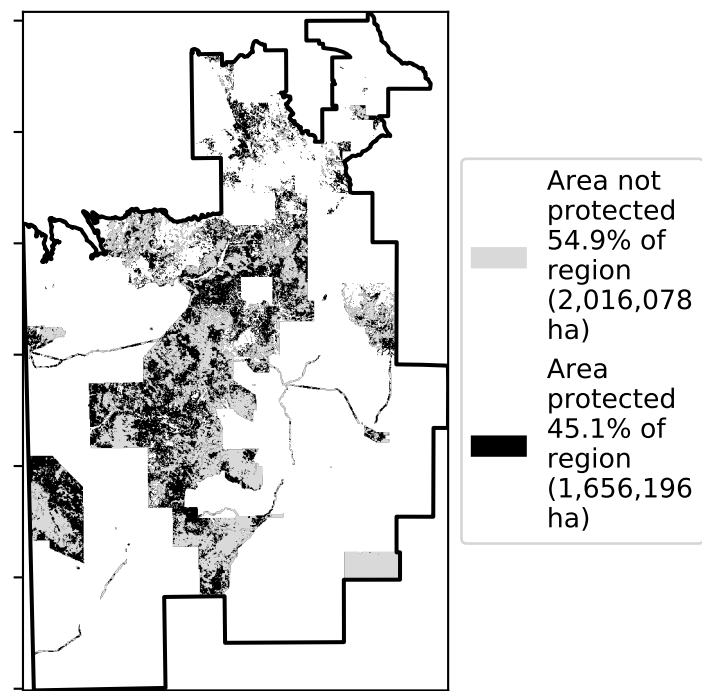 Area not
protected
54.9% of
region
(2,016,078
ha)
Area
protected
45.1% of
region
(1,656,196
ha)